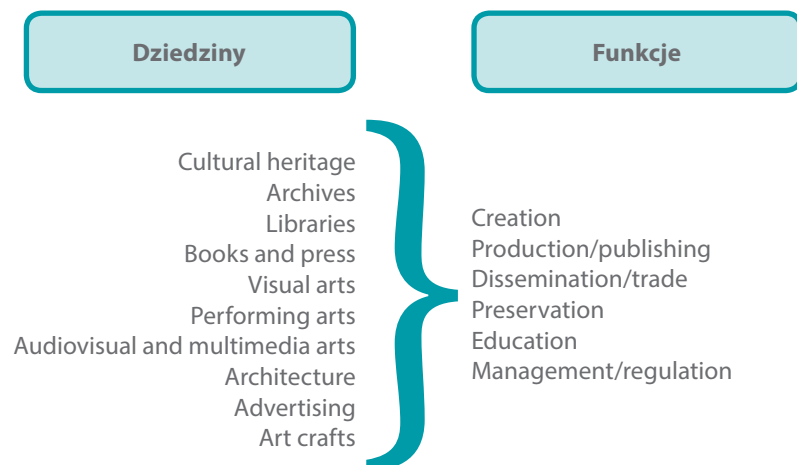 Dziedziny
Funkcje
Cultural heritage
Archives
Libraries
Books and press
Visual arts
Performing arts
Audiovisual and multimedia arts
Architecture
Advertising
Art crafts
Creation
Production/publishing
Dissemination/trade
Preservation
Education
Management/regulation